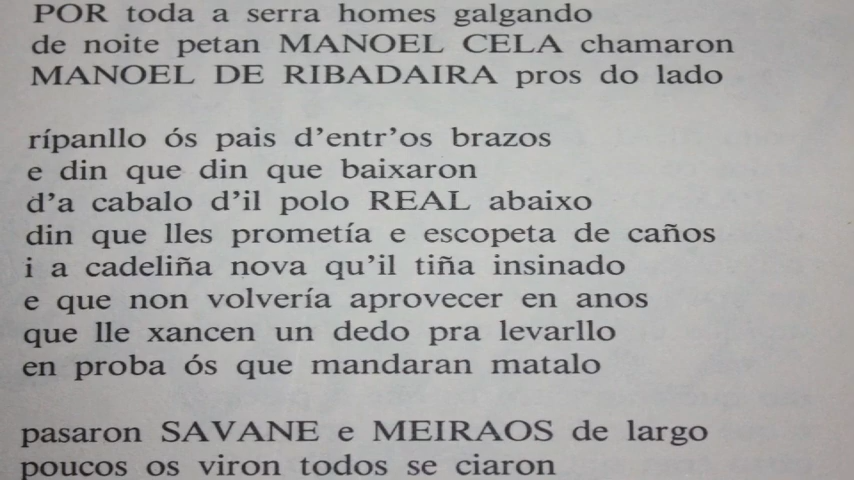 POR toda a serra homes galgando
de noite petan MANOEL CELA chamaron
MANOEL DE RIBADAIRA pros do lado
rípanllo ós pais d'entr'os brazos
e din que din que baixaron
d'a cabalo d'il polo REAL abaixo
din que lles prometía e escopeta de caños
i a cadeliña nova qu'il tiña insinado
e que non volvería aprovecer en anos
que lle xancen un dedo pra levarllo
en proba ós que mandaran matalo
pasaron SAVANE e MEIRAOS de largo
poucos os viron todos se ciaron